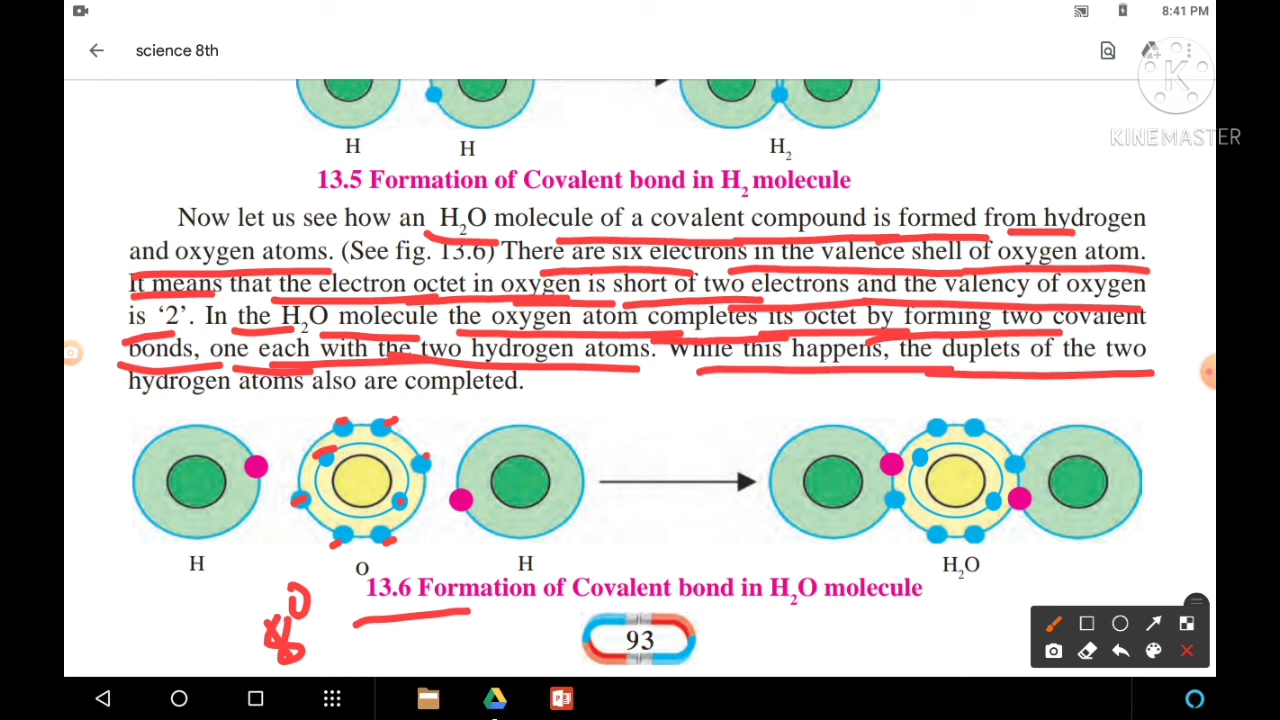 8:41 PM
science 8th
K
KINEMASTER
H H H2
13.5 Formation of Covalent bond in H2 molecule
Now let us see how an H2O molecule of a covalent compound is formed from hydrogen
and oxygen atoms. (See fig. 13.6) There are six electrons in the valence shell of oxygen atom.
It means that the electron octet in oxygen is short of two electrons and the valency of oxygen
is ‘2’. In the H2O molecule the oxygen atom completes its octet by forming two covalent
bonds, one each with the two hydrogen atoms. While this happens, the duplets of the two
hydrogen atoms also are completed.
H O H H2O
13.6 Formation of Covalent bond in H2O molecule
93